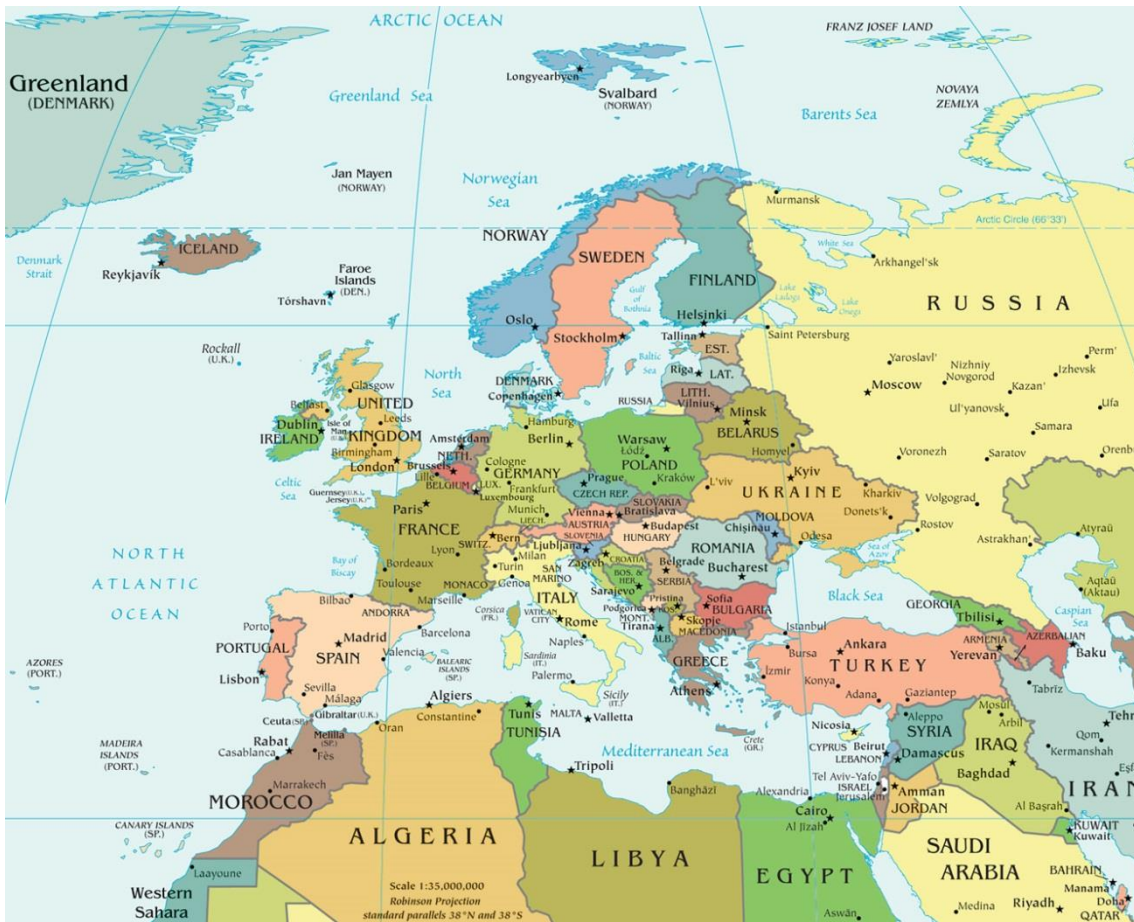 ARCTIC OCEAN
FRANZ JOSEF LAND
Greenland
(DENMARK)
Longyearbyen
Svalbard
(NORWAY)
Greenland Sea
NOVAYA
ZEMLYA
Barents Sea
Jan Mayen
(NORWAY)
Norwegian
Sea
Murmansk
Arctic Circle (66°33')
NORWAY
ICELAND
Reykjavík
Denmark
Strait
SWEDEN
White Sea
Arkhangel'sk
Faroe
Islands
(DEN.)
Tórshavn
FINLAND
Gulf
of
Bothnia
Lake
Ladoga
Lake
Onega
RUSSIA
Helsinki
Oslo
Stockholm
Tallinn
Saint Petersburg
EST.
Rockall
(U.K.)
Baltic
Sea
Riga
LAT.
Yaroslavl'
Nizhniy
Novgorod
Perm'
Izhevsk
Kazan'
Moscow
North
Sea
Glasgow
DENMARK
Copenhagen
LITH.
Vilnius
RUSSIA
Ul'yanovsk
Ufa
UNITED
KINGDOM
Belfast
Leeds
Dublin
IRELAND
Isle of
Man
Birmingham
London
Hamburg
Minsk
BELARUS
Samara
Amsterdam
NETH.
Berlin
Warsaw
Łódź
POLAND
Homyel'
Voronezh
Saratov
Orenb
Celtic
Sea
Brussels
Lille
BELGIUM
Cologne
GERMANY
LUX.
Luxembourg
Frankfurt
Prague
CZECH REP.
Kraków
L'viv
Kyiv
UKRAINE
Kharkiv
Donets'k
Volgograd
Guernsey(U.K.)
Jersey(U.K.)
Paris
FRANCE
Munich
LIECH.
SLOVAKIA
Vienna
Bratislava
AUSTRIA
Budapest
HUNGARY
SLOVENIA
MOLDOVA
Chişinău
Rostov
Astrakhan'
Atyraū
Odesa
Sea of
Azov
Bern
SWITZ.
Lyon
Ljubljana
Zagreb
CROATIA
ROMANIA
Bucharest
Belgrade
SERBIA
Aqtaū
(Aktau)
NORTH
ATLANTIC
OCEAN
Bay of
Biscay
Bordeaux
Toulouse
Milan
Turin
Genoa
SAN
MARINO
BOS. &
HER.
Sarajevo
MONACO
Marseille
ITALY
Pristina
KOS.
Podgorica
MONT.
Sofia
BULGARIA
Skopje
MACEDONIA
Black Sea
GEORGIA
Tbilisi
Caspian
Sea
Bilbao
ANDORRA
Corsica
(FR.)
VATICAN
CITY
Rome
Tirana
ALB.
Istanbul
Bursa
Ankara
TURKEY
ARMENIA
Yerevan
AZERBAIJAN
Baku
Porto
PORTUGAL
Madrid
SPAIN
Barcelona
Valencia
BALEARIC
ISLANDS
(SP.)
Sardinia
(IT.)
Naples
GREECE
İzmir
Konya
Adana
Gaziantep
Tabrīz
AZORES
(PORT.)
Lisbon
Sevilla
Málaga
Palermo
Sicily
(IT.)
Athens
Ceuta (SP.)
Gibraltar (U.K.)
Melilla
(SP.)
Algiers
Constantine
Oran
Tunis
TUNISIA
MALTA
Valletta
Crete
(GR.)
Nicosia
CYPRUS
Aleppo
SYRIA
Mosul
Arbīl
Tehr
Qom
Kermanshah
Eşf
MADEIRA
ISLANDS
(PORT.)
Rabat
Casablanca
Fès
Mediterranean Sea
Beirut
LEBANON
Damascus
IRAQ
Baghdad
Tripoli
Banghāzī
Alexandria
Tel Aviv-Yafo
ISRAEL
Jerusalem
Amman
JORDAN
IRAN
Marrakech
MOROCCO
Cairo
Al Jīzah
Al Başrah
KUWAIT
Kuwait
CANARY ISLANDS
(SP.)
ALGERIA
LIBYA
EGYPT
SAUDI
ARABIA
BAHRAIN
Manama
Doha
QATAR
Laayoune
Western
Sahara
Scale 1:35,000,000
Robinson Projection
standard parallels 38°N and 38°S
Aswān
Medina
Riyadh